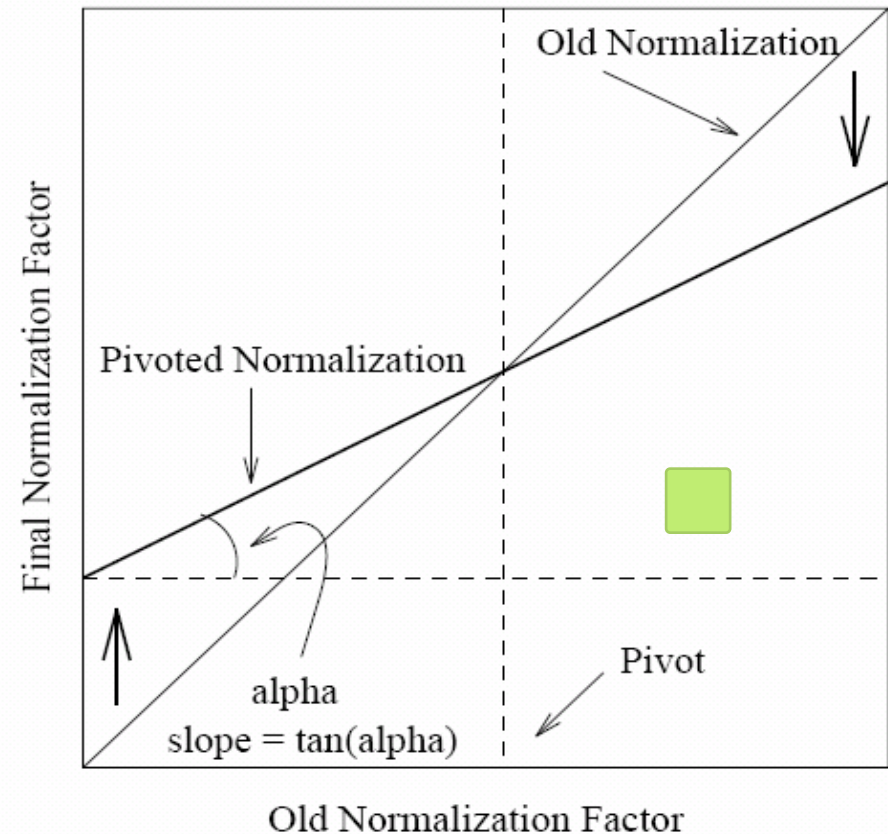 Old Normalization
Final Normalization Factor
Pivoted Normalization
Pivot
alpha
slope = tan(alpha)
Old Normalization Factor